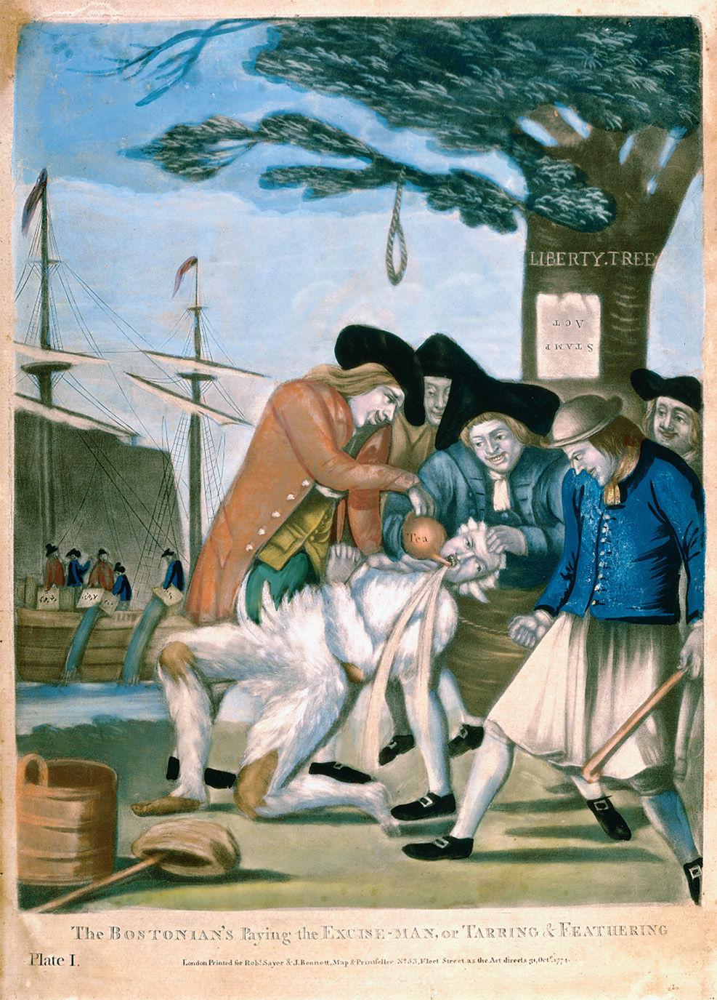 LIBERTY.TREE
STAMP
ACT
Tea
The BOSTONIAN'S Paying the EXCISE-MAN, or TARRING & FEATHERING
Plate I.
London Printed for Robt. Sayer & J. Bennett, Map & Printseller, No. 53, Fleet Street, as the Act directs 31, Octr. 1774.